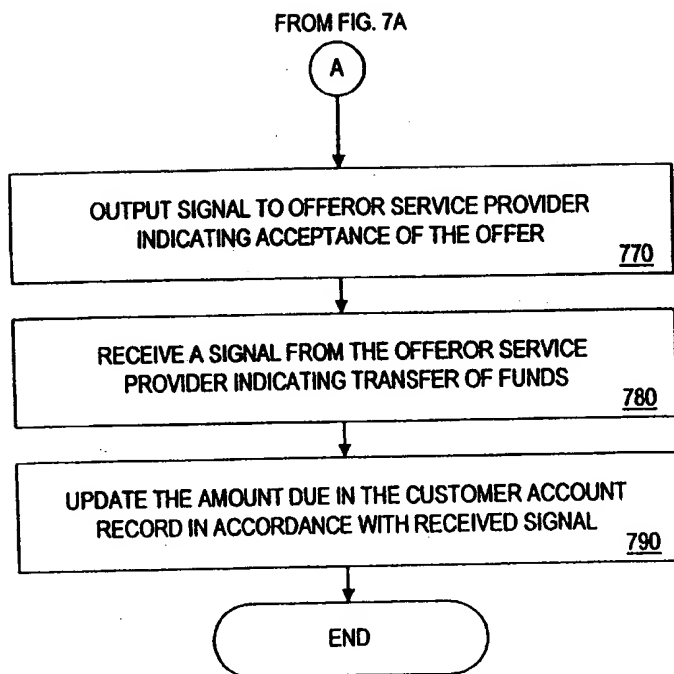 FROM FIG. 7A
A
OUTPUT SIGNAL TO OFFEROR SERVICE PROVIDER
INDICATING ACCEPTANCE OF THE OFFER
770
RECEIVE A SIGNAL FROM THE OFFEROR SERVICE
PROVIDER INDICATING TRANSFER OF FUNDS
780
UPDATE THE AMOUNT DUE IN THE CUSTOMER ACCOUNT
RECORD IN ACCORDANCE WITH RECEIVED SIGNAL
790
END